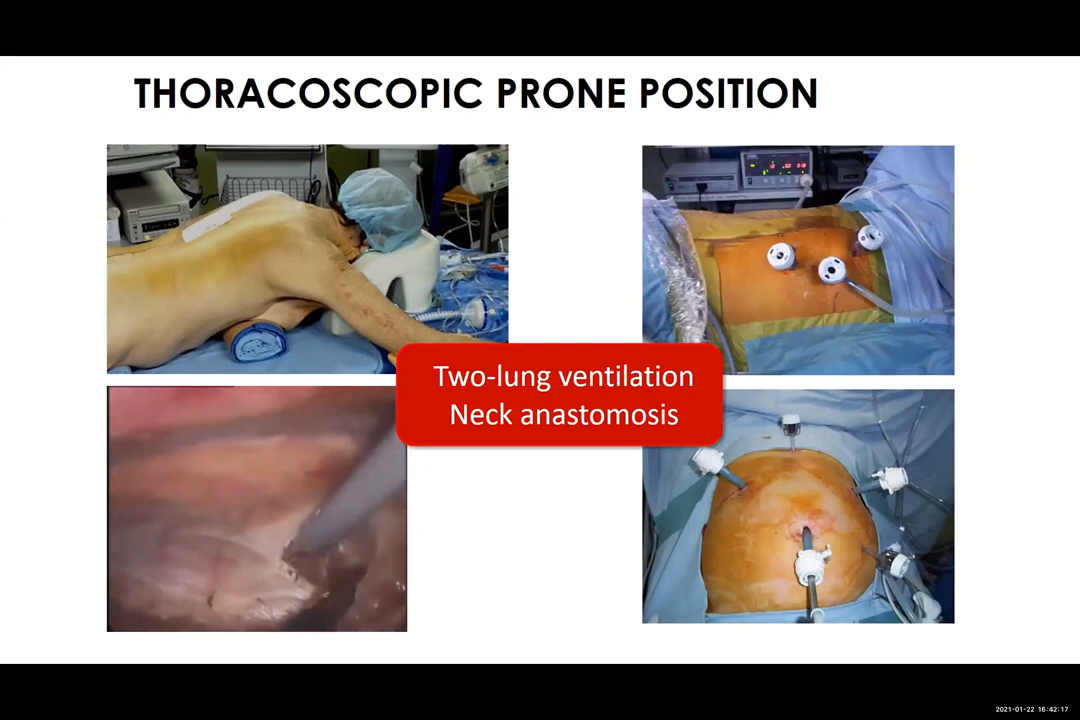 THORACOSCOPIC PRONE POSITION
Two-lung ventilation
Neck anastomosis
2021-01-22 16:42:17